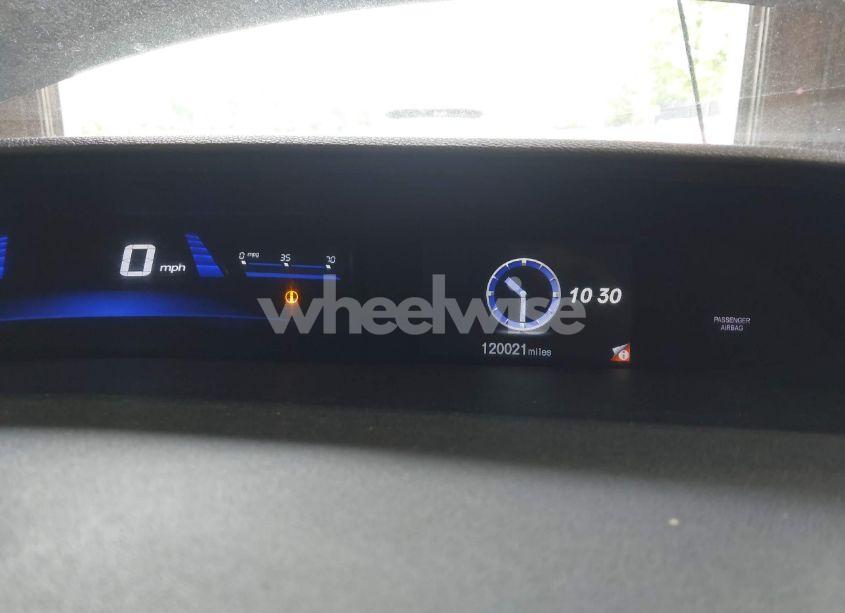 0 mph
0 mpg 35 70
wheelwise
10 30
120021 miles
i
PASSENGER
AIRBAG